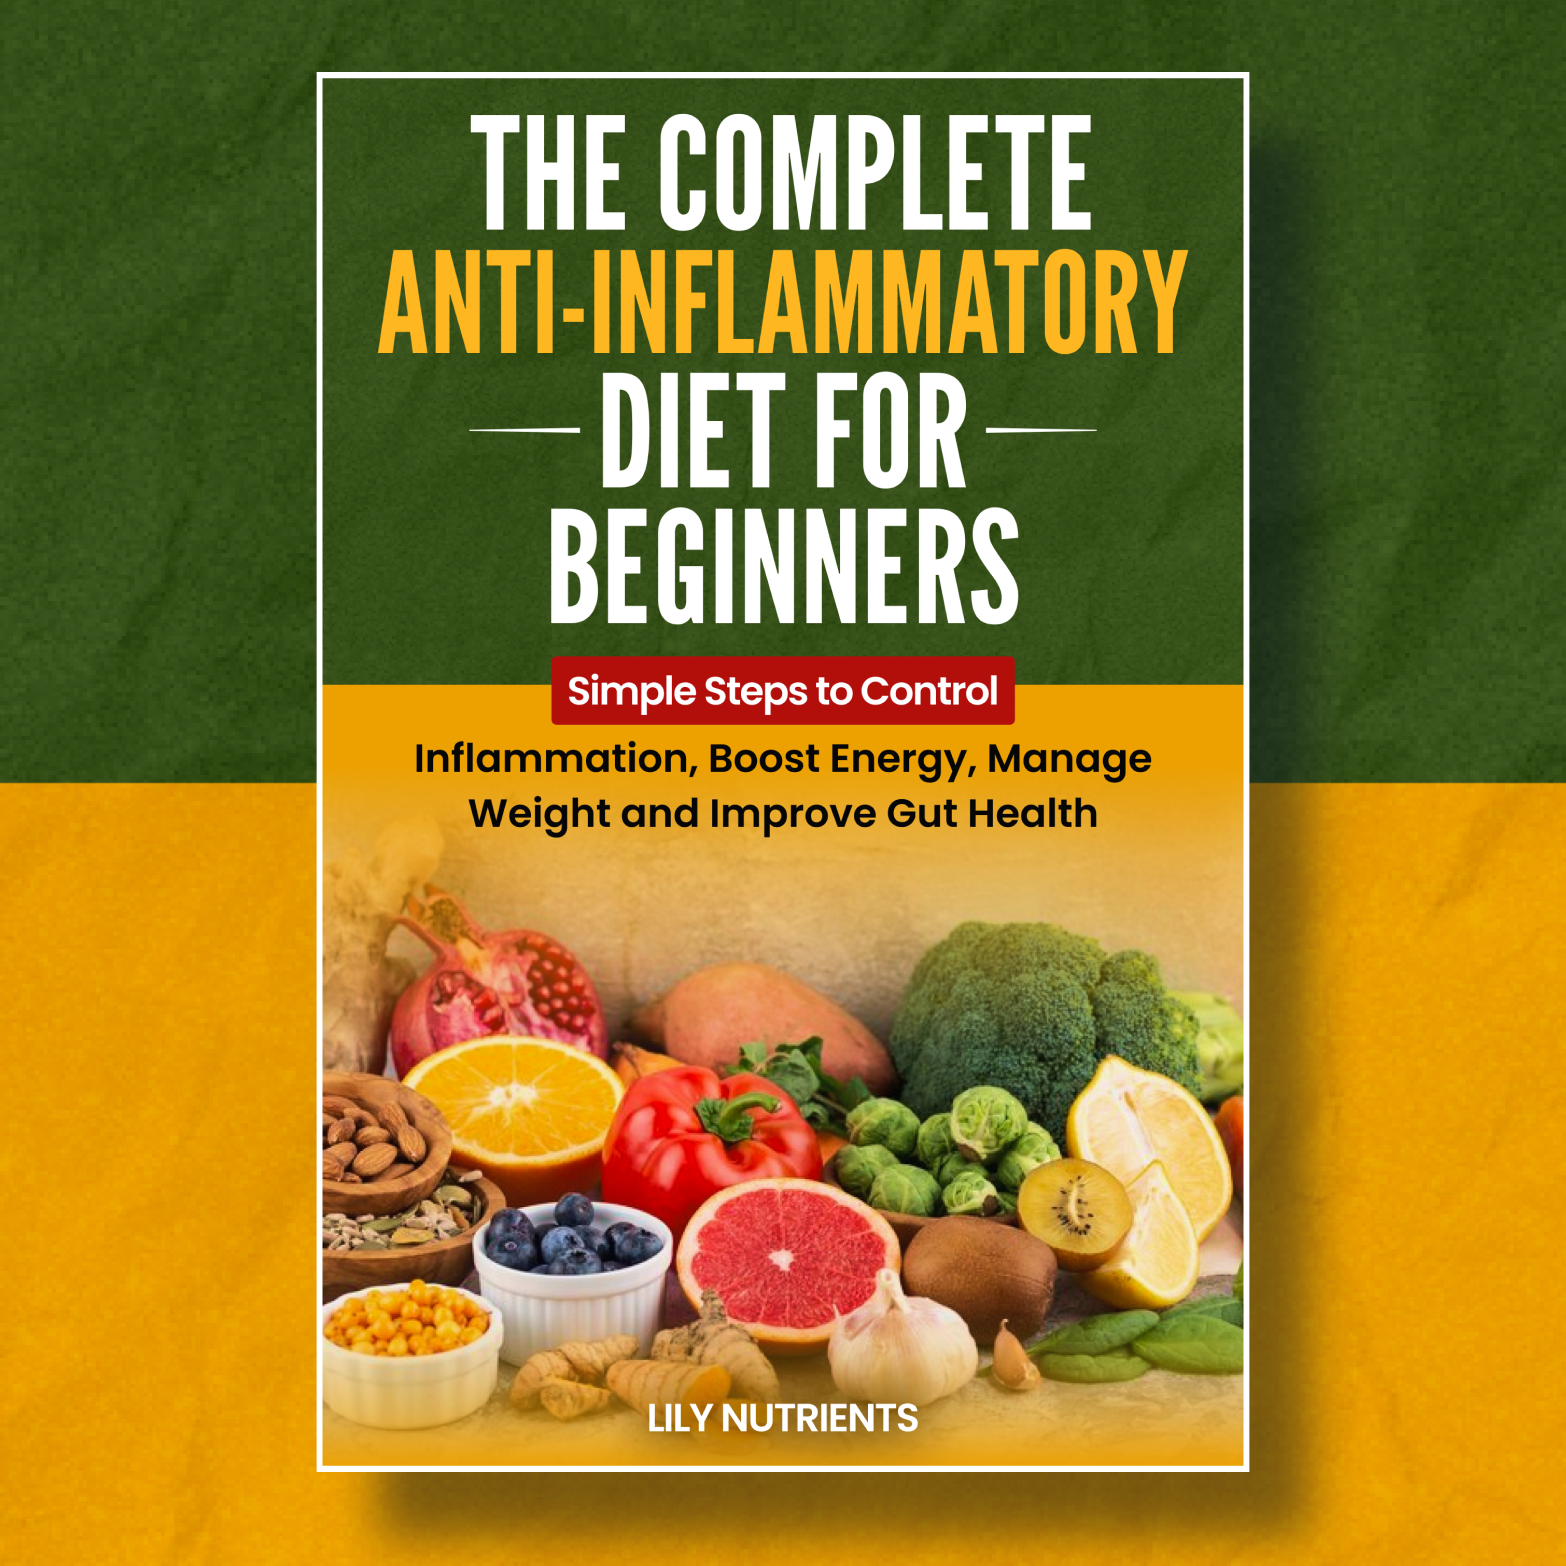 THE COMPLETE
ANTI-INFLAMMATORY
DIET FOR
BEGINNERS
Simple Steps to Control
Inflammation, Boost Energy, Manage
Weight and Improve Gut Health
LILY NUTRIENTS